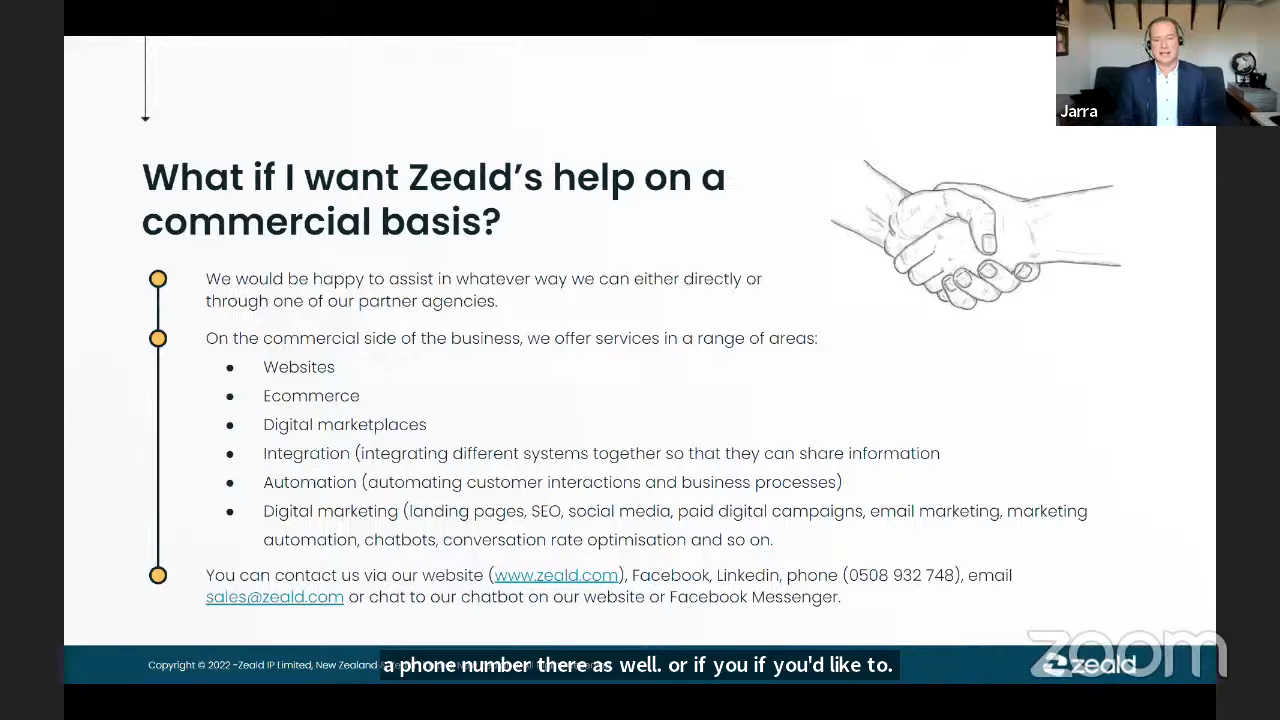 Jarra
What if I want Zeald’s help on a
commercial basis?
We would be happy to assist in whatever way we can either directly or
through one of our partner agencies.
On the commercial side of the business, we offer services in a range of areas:
● Websites
● Ecommerce
● Digital marketplaces
● Integration (integrating different systems together so that they can share information
● Automation (automating customer interactions and business processes)
● Digital marketing (landing pages, SEO, social media, paid digital campaigns, email marketing, marketing
automation, chatbots, conversation rate optimisation and so on.
You can contact us via our website (www.zeald.com), Facebook, Linkedin, phone (0508 932 748), email
sales@zeald.com or chat to our chatbot on our website or Facebook Messenger.
Copyright © 2022 -Zeald IP Limited, New Zealand
a phone number there as well. or if you if you'd like to.
zoom
zeald